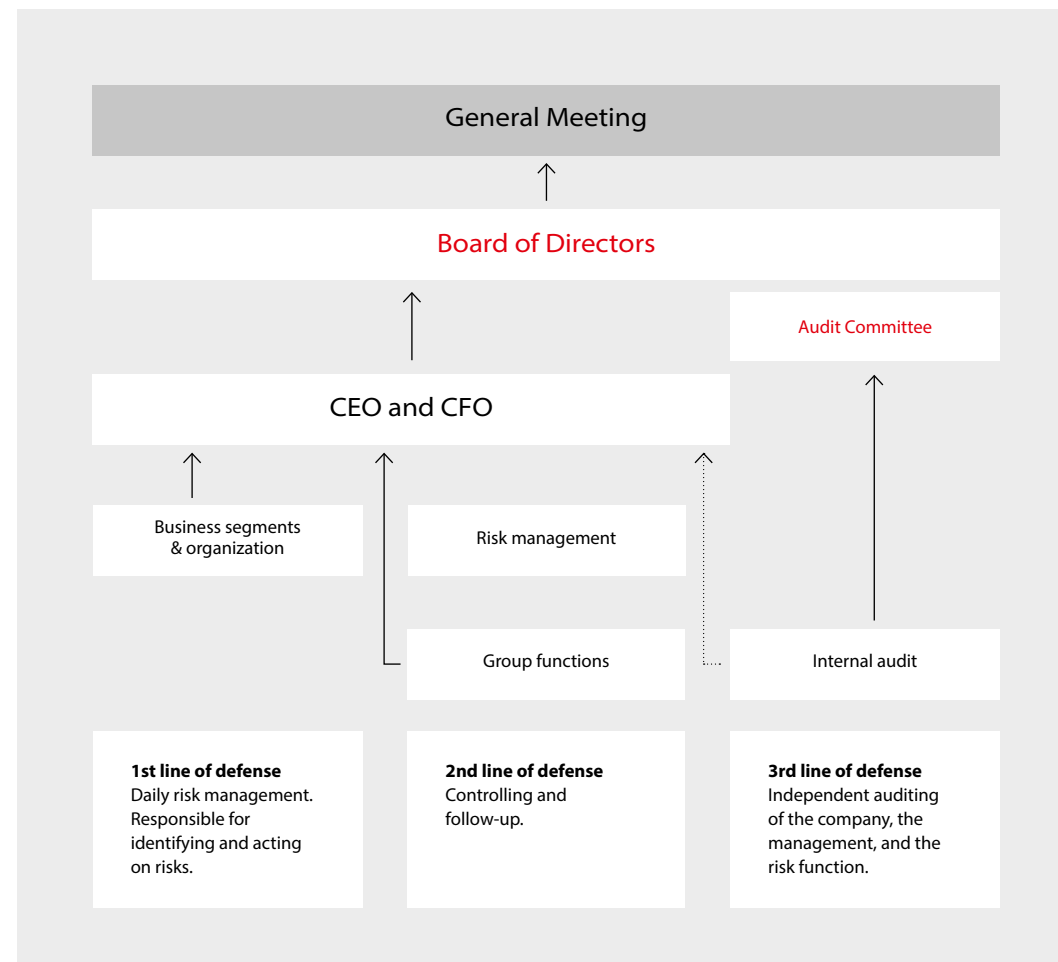 General Meeting
Board of Directors
Audit Committee
CEO and CFO
Business segments
& organization
Risk management
Group functions
Internal audit
1st line of defense
Daily risk management.
Responsible for
identifying and acting
on risks.
2nd line of defense
Controlling and
follow-up.
3rd line of defense
Independent auditing
of the company, the
management, and the
risk function.